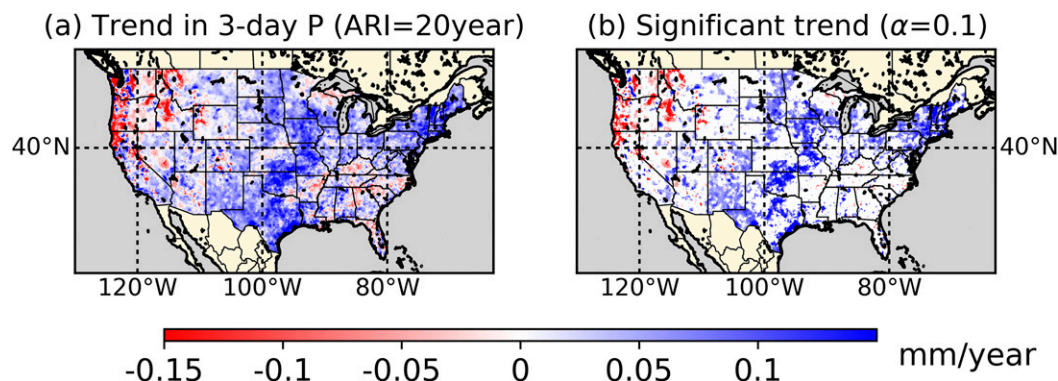 (a) Trend in 3-day P (ARI=20year)
(b) Significant trend (α=0.1)
40°N
40°N
120°W 100°W 80°W
120°W 100°W 80°W
-0.15 -0.1 -0.05 0 0.05 0.1 mm/year